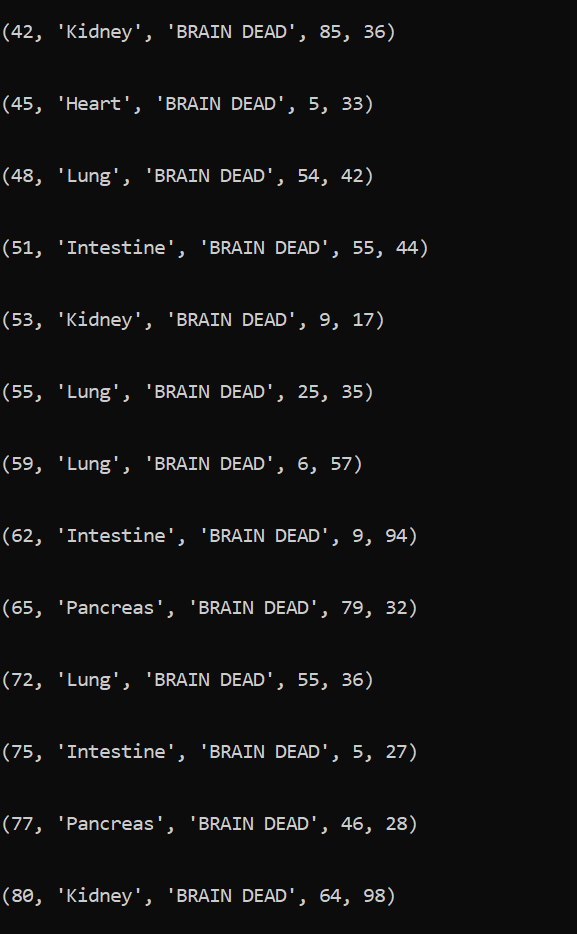 (42, 'Kidney', 'BRAIN DEAD', 85, 36)
(45, 'Heart', 'BRAIN DEAD', 5, 33)
(48, 'Lung', 'BRAIN DEAD', 54, 42)
(51, 'Intestine', 'BRAIN DEAD', 55, 44)
(53, 'Kidney', 'BRAIN DEAD', 9, 17)
(55, 'Lung', 'BRAIN DEAD', 25, 35)
(59, 'Lung', 'BRAIN DEAD', 6, 57)
(62, 'Intestine', 'BRAIN DEAD', 9, 94)
(65, 'Pancreas', 'BRAIN DEAD', 79, 32)
(72, 'Lung', 'BRAIN DEAD', 55, 36)
(75, 'Intestine', 'BRAIN DEAD', 5, 27)
(77, 'Pancreas', 'BRAIN DEAD', 46, 28)
(80, 'Kidney', 'BRAIN DEAD', 64, 98)